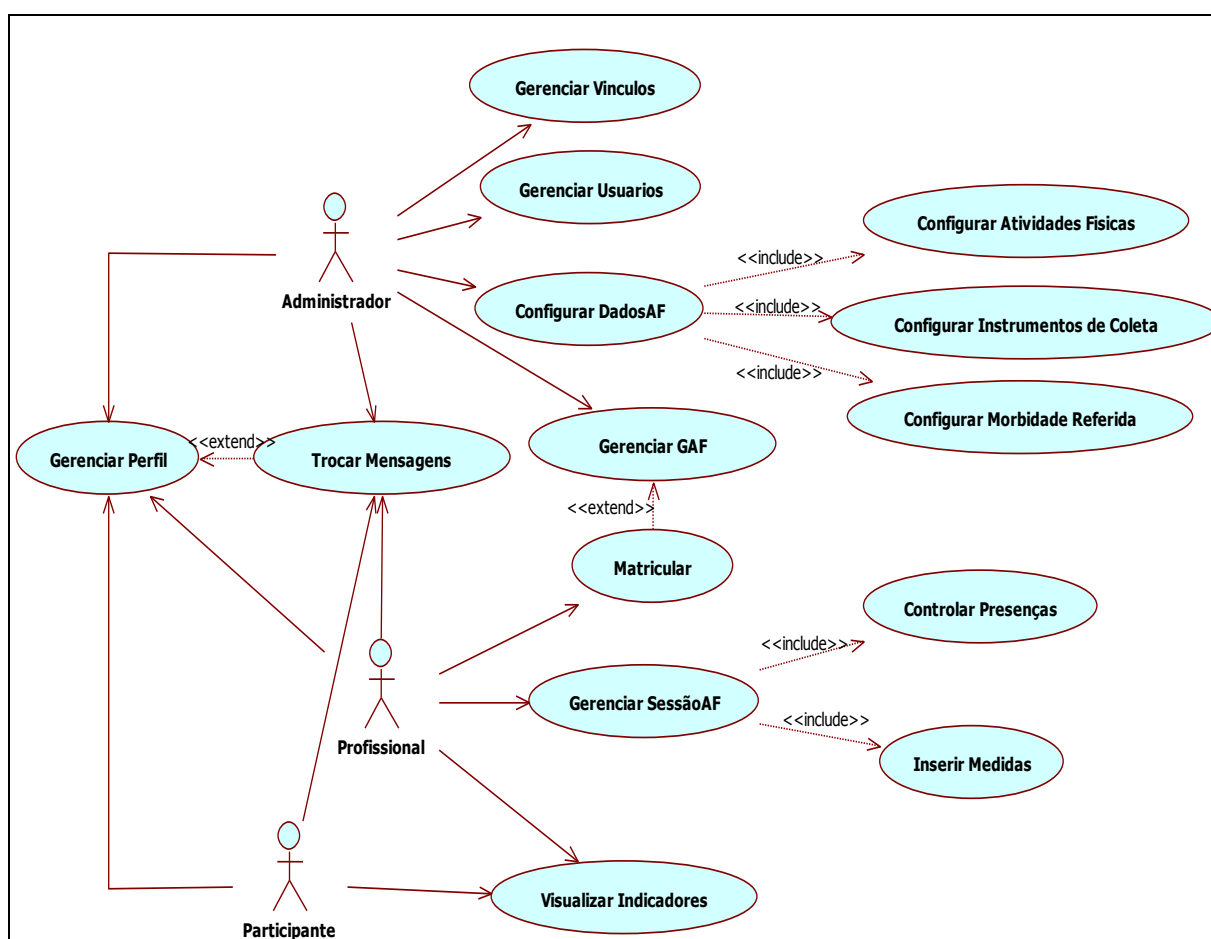 Gerenciar Vinculos
Gerenciar Usuarios
Configurar Atividades Fisicas
<<include>>
Administrador
Configurar DadosAF
<<include>>
Configurar Instrumentos de Coleta
<<include>>
Configurar Morbidade Referida
<<extend>>
Gerenciar Perfil
Trocar Mensagens
Gerenciar GAF
<<extend>>
Matricular
Controlar Presenças
<<include>>
Gerenciar SessãoAF
<<include>>
Profissional
Inserir Medidas
Visualizar Indicadores
Participante